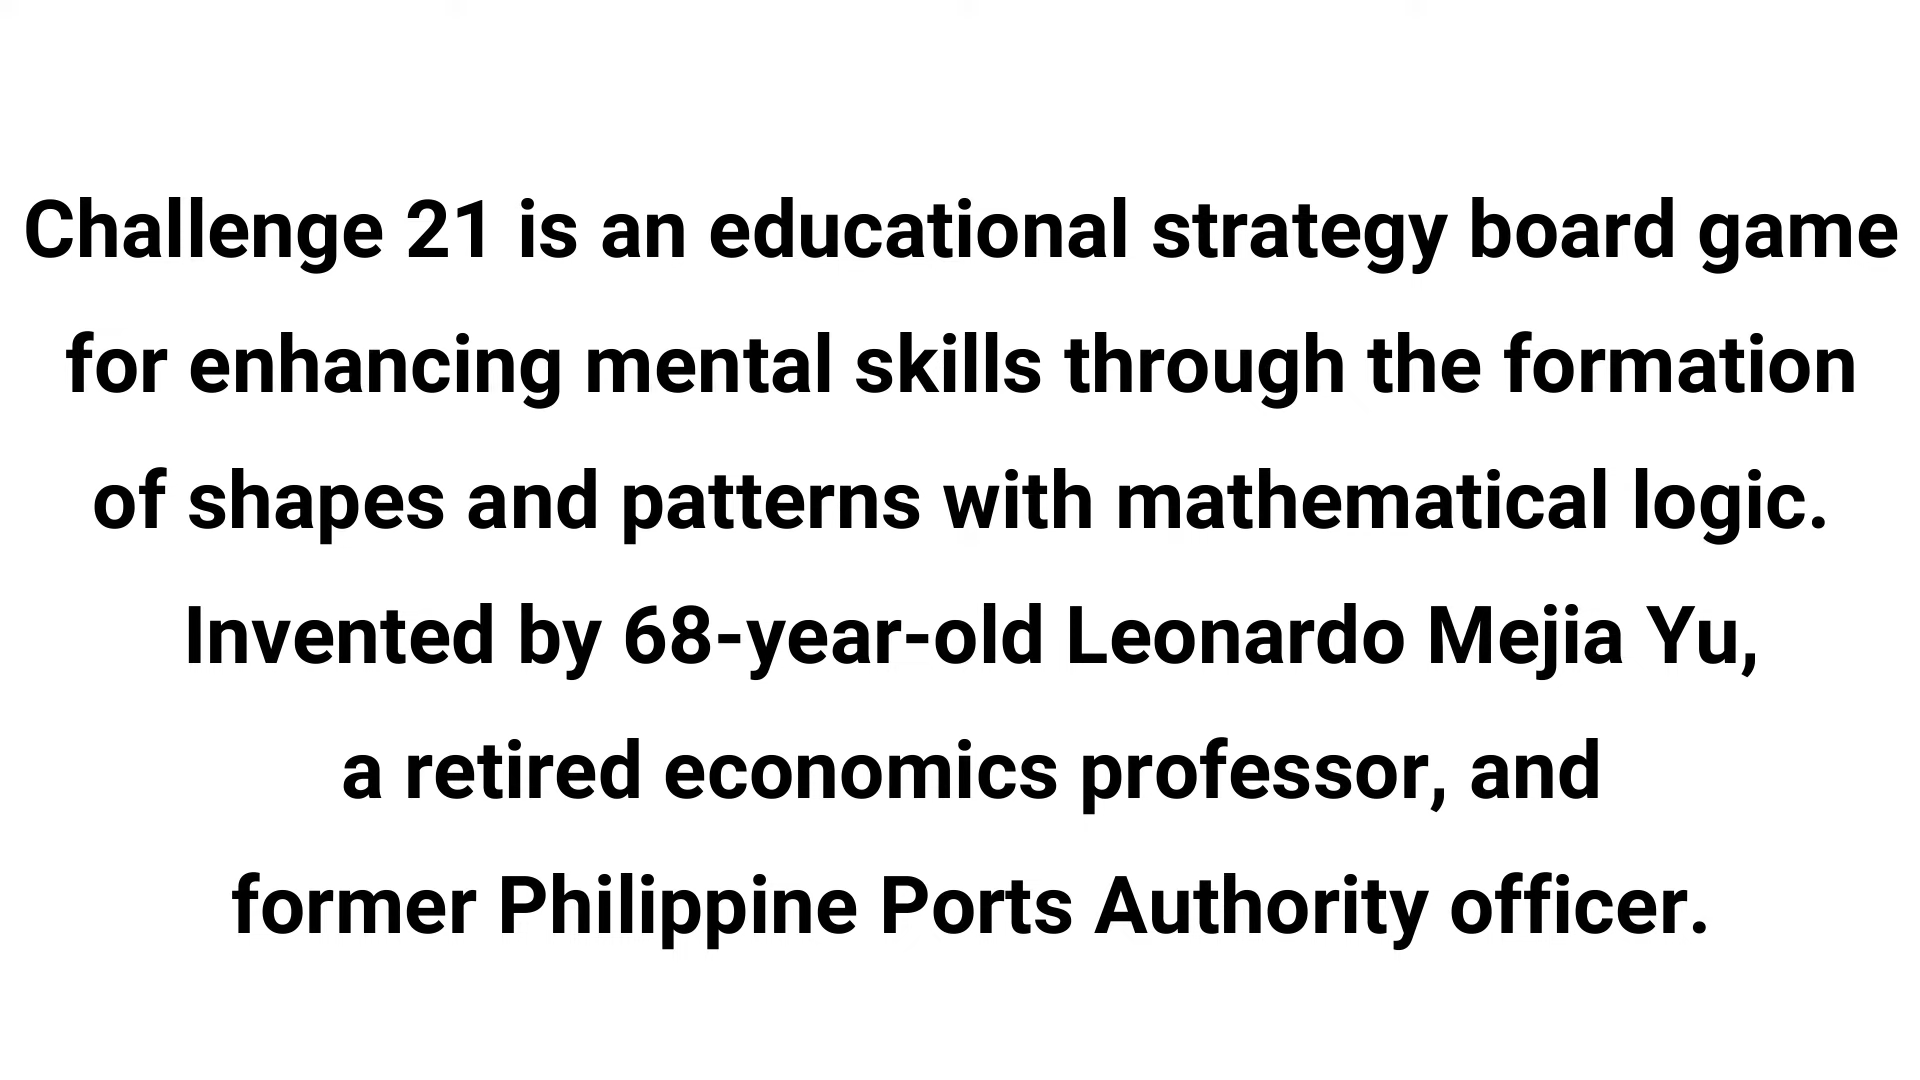 Challenge 21 is an educational strategy board game
for enhancing mental skills through the formation
of shapes and patterns with mathematical logic.
Invented by 68-year-old Leonardo Mejia Yu,
a retired economics professor, and
former Philippine Ports Authority officer.